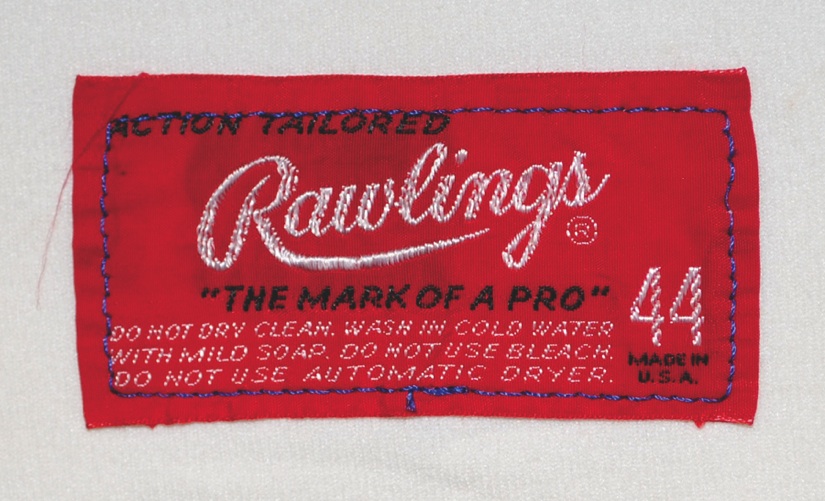 ACTION TAILORED
Rawlings ®
"THE MARK OF A PRO"
44
DO NOT DRY CLEAN. WASH IN COLD WATER
WITH MILD SOAP. DO NOT USE BLEACH.
DO NOT USE AUTOMATIC DRYER.
MADE IN
U.S.A.